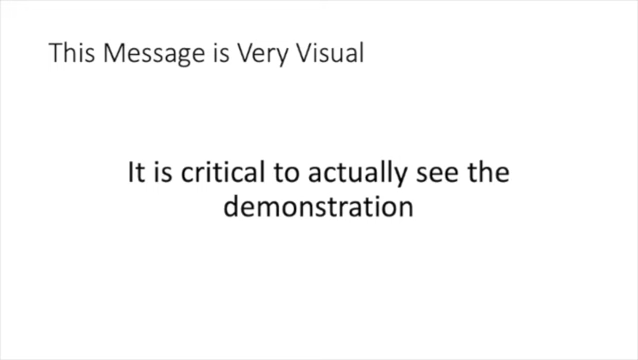 This Message is Very Visual
It is critical to actually see the
demonstration